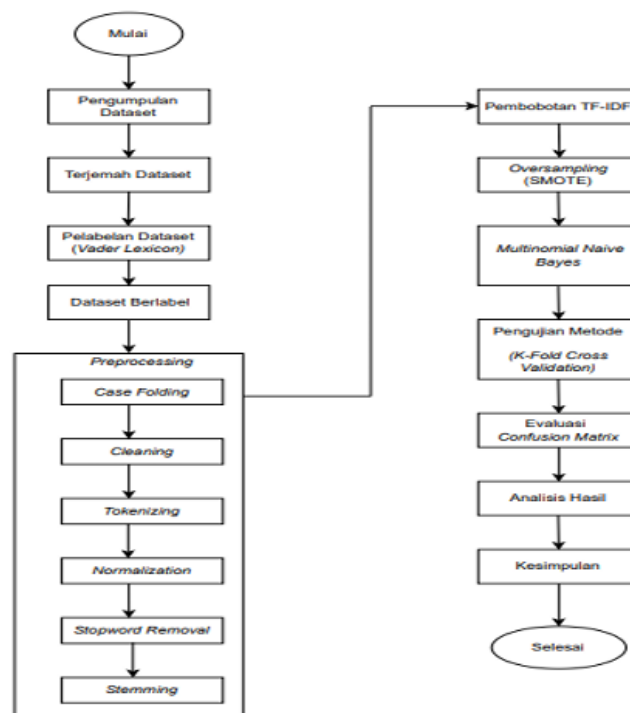 Mulai
Pengumpulan
Dataset
Terjemah Dataset
Pelabelan Dataset
(Vader Lexicon)
Dataset Berlabel
Preprocessing
Case Folding
Cleaning
Tokenizing
Normalization
Stopword Removal
Stemming
Pembobotan TF-IDF
Oversampling
(SMOTE)
Multinomial Naive
Bayes
Pengujian Metode
(K-Fold Cross
Validation)
Evaluasi
Confusion Matrix
Analisis Hasil
Kesimpulan
Selesai